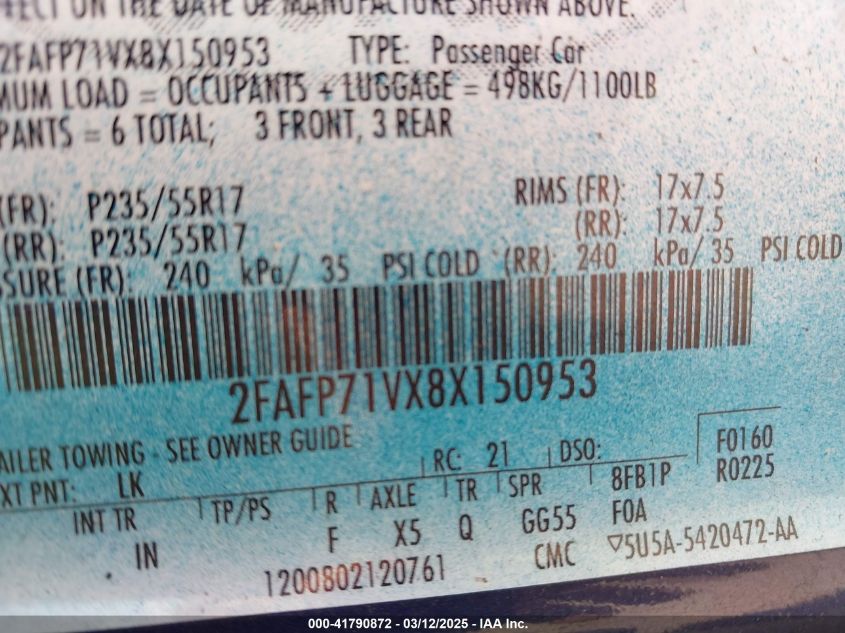 FECT ON THE DATE OF MANUFACTURE SHOWN ABOVE.
2FAFP71VX8X150953 TYPE: Passenger Car
MUM LOAD = OCCUPANTS + LUGGAGE = 498KG/1100LB
PANTS = 6 TOTAL; 3 FRONT, 3 REAR
(FR): P235/55R17 RIMS (FR): 17x7.5
(RR): P235/55R17 (RR): 17x7.5
SSURE (FR): 240 kPa/ 35 PSI COLD (RR): 240 kPa/ 35 PSI COLD
2FAFP71VX8X150953
AILER TOWING - SEE OWNER GUIDE
XT PNT: LK RC: 21 DSO: F0160
R0225
INT TR TP/PS R AXLE TR SPR 8FB1P
IN F X5 Q GG55 FOA
1200802120761 CMC ▽5U5A-5420472-AA
000-41790872 - 03/12/2025 - IAA Inc.